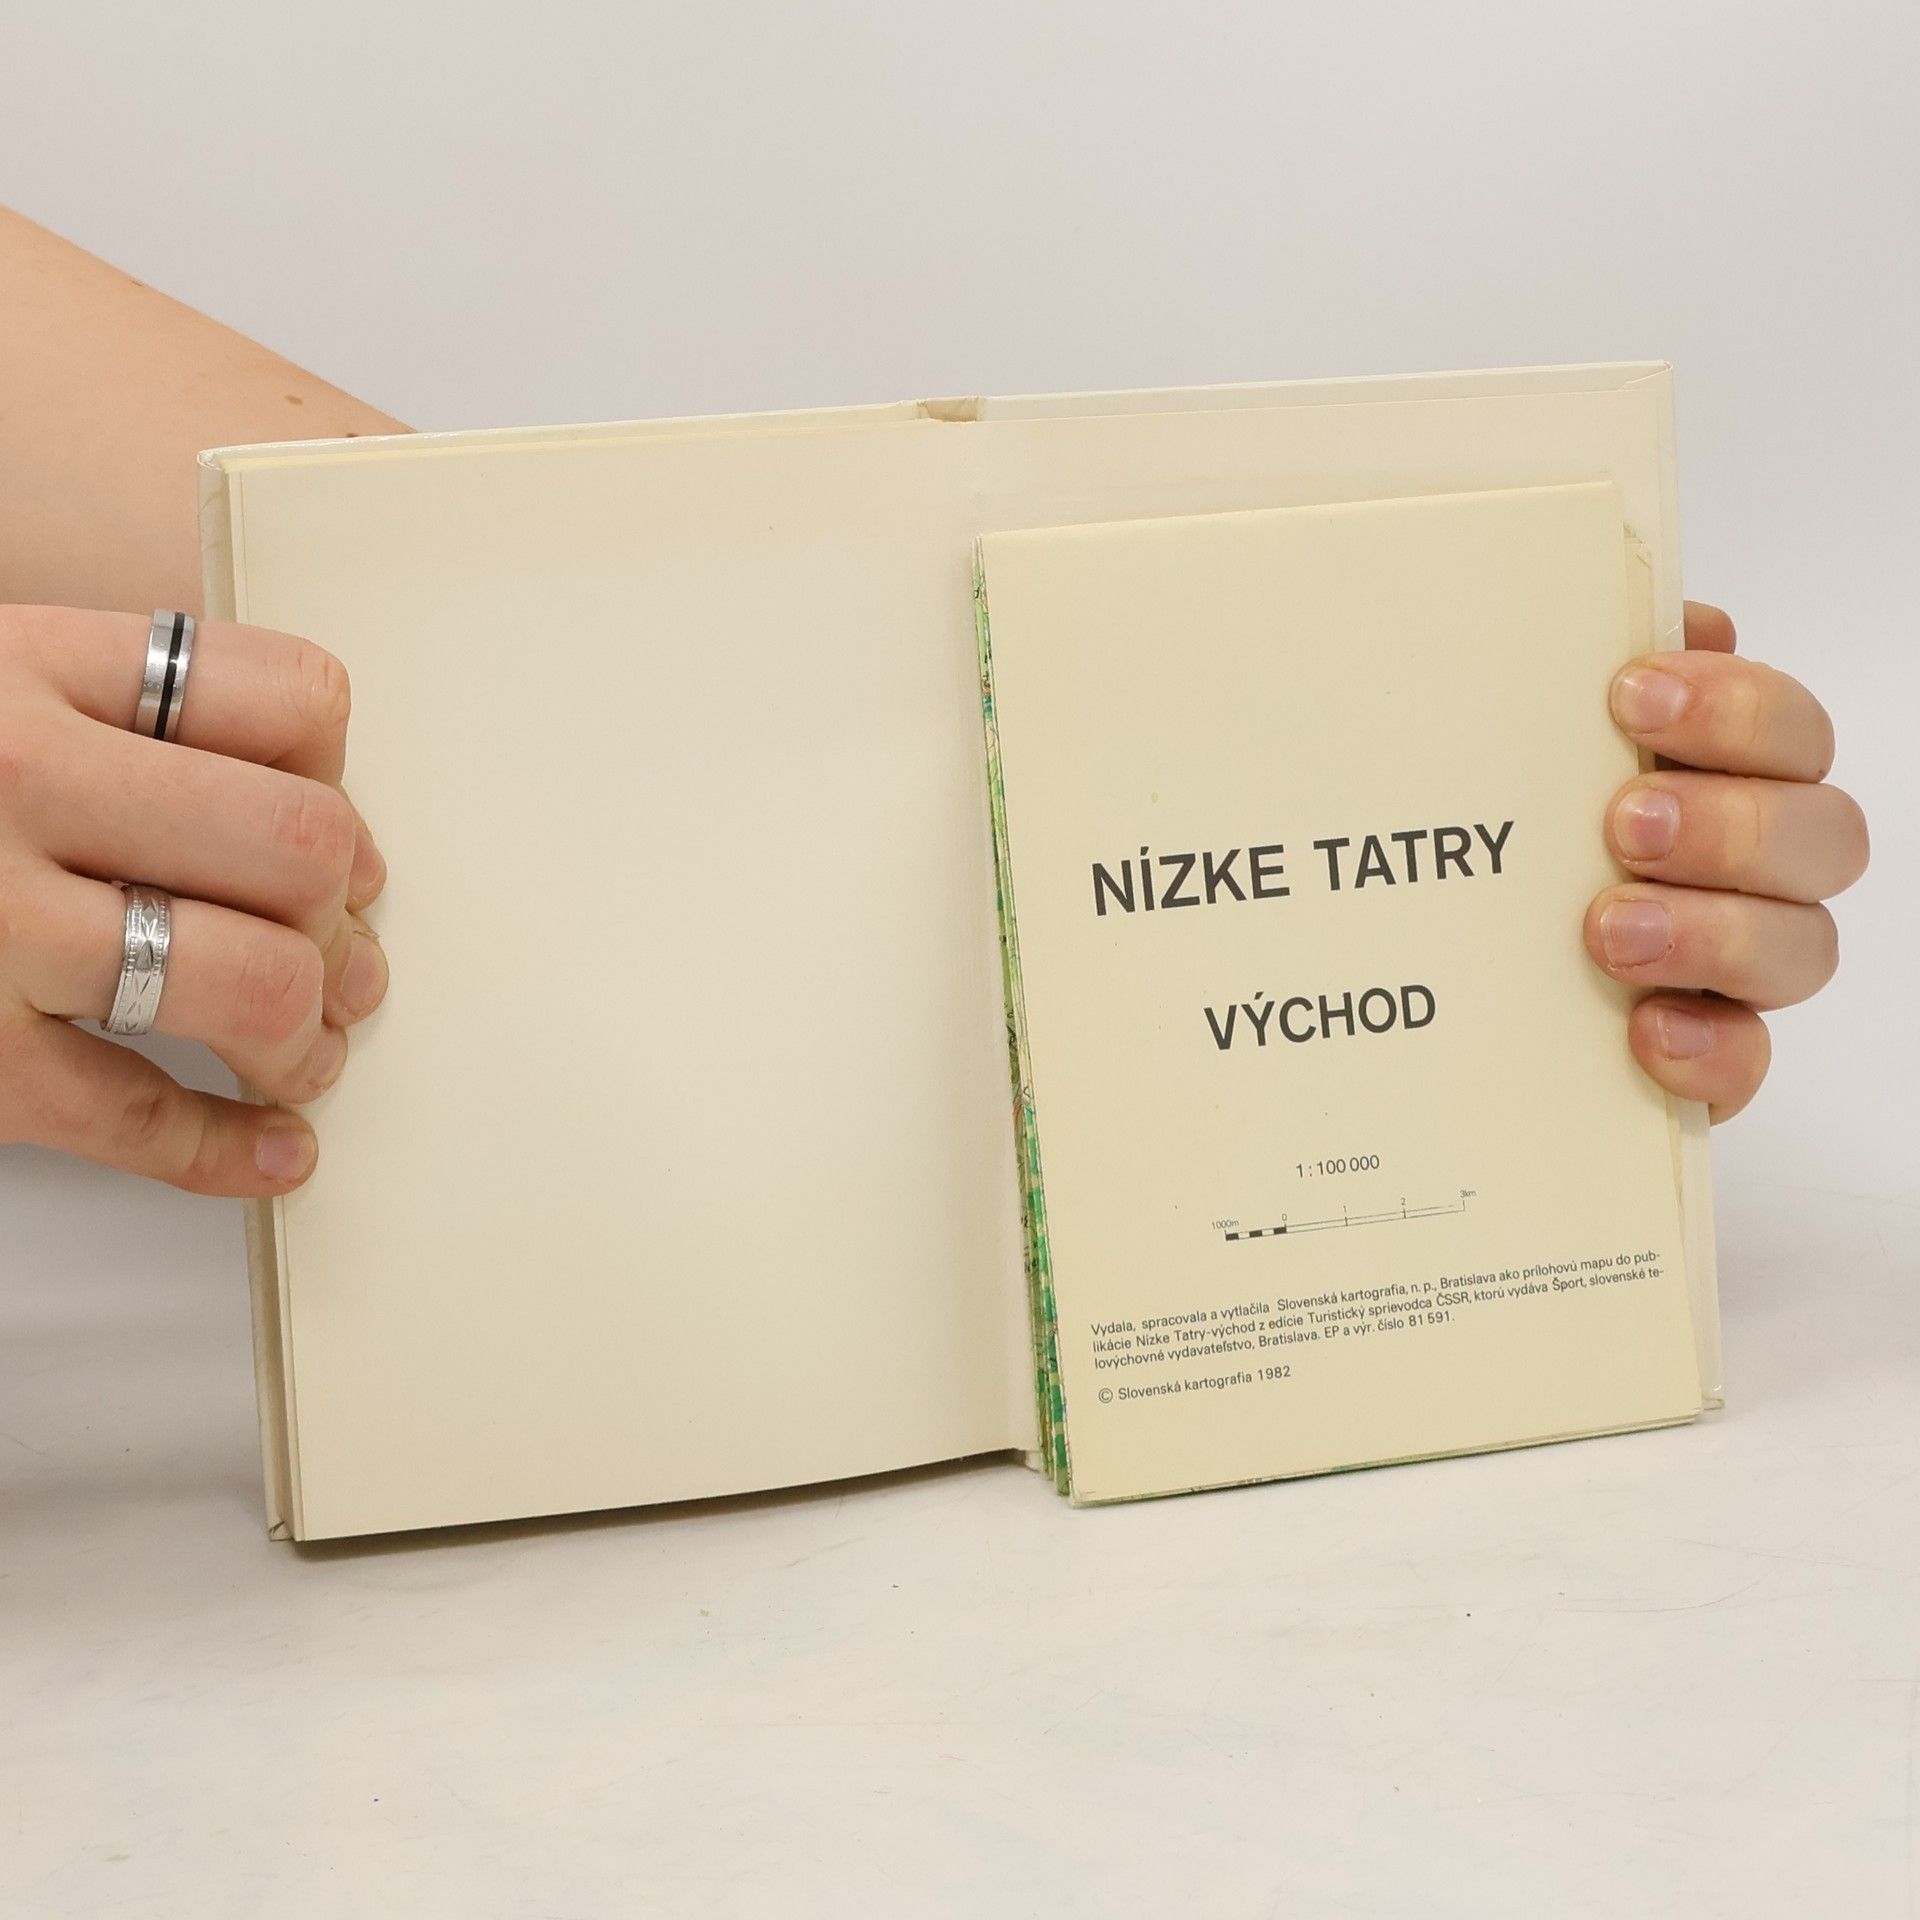 NÍZKE TATRY
VÝCHOD
1 : 100 000
1000m 0 1 2 3km
Vydala, spracovala a vytlačila Slovenská kartografia, n. p., Bratislava ako prílohovú mapu do pub-
likácie Nízke Tatry-východ z edície Turistický sprievodca ČSSR, ktorú vydáva Šport, slovenské te-
lovýchovné vydavateľstvo, Bratislava. EP a výr. číslo 81 591.
© Slovenská kartografia 1982